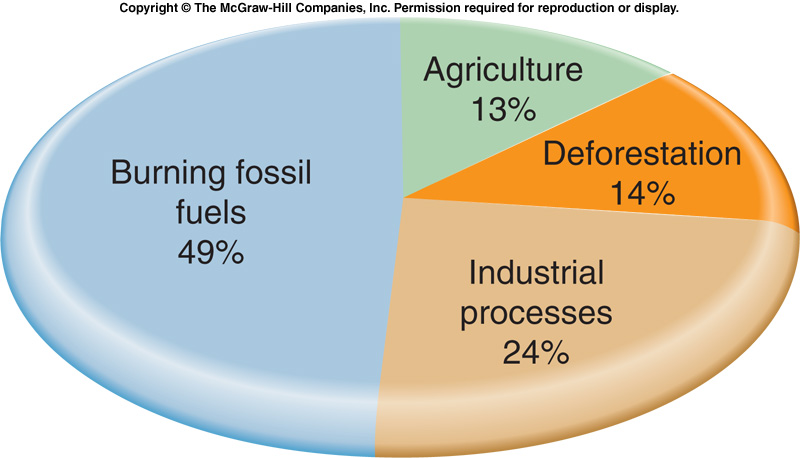 Copyright © The McGraw-Hill Companies, Inc. Permission required for reproduction or display.
Agriculture
13%
Deforestation
14%
Burning fossil
fuels
49%
Industrial
processes
24%